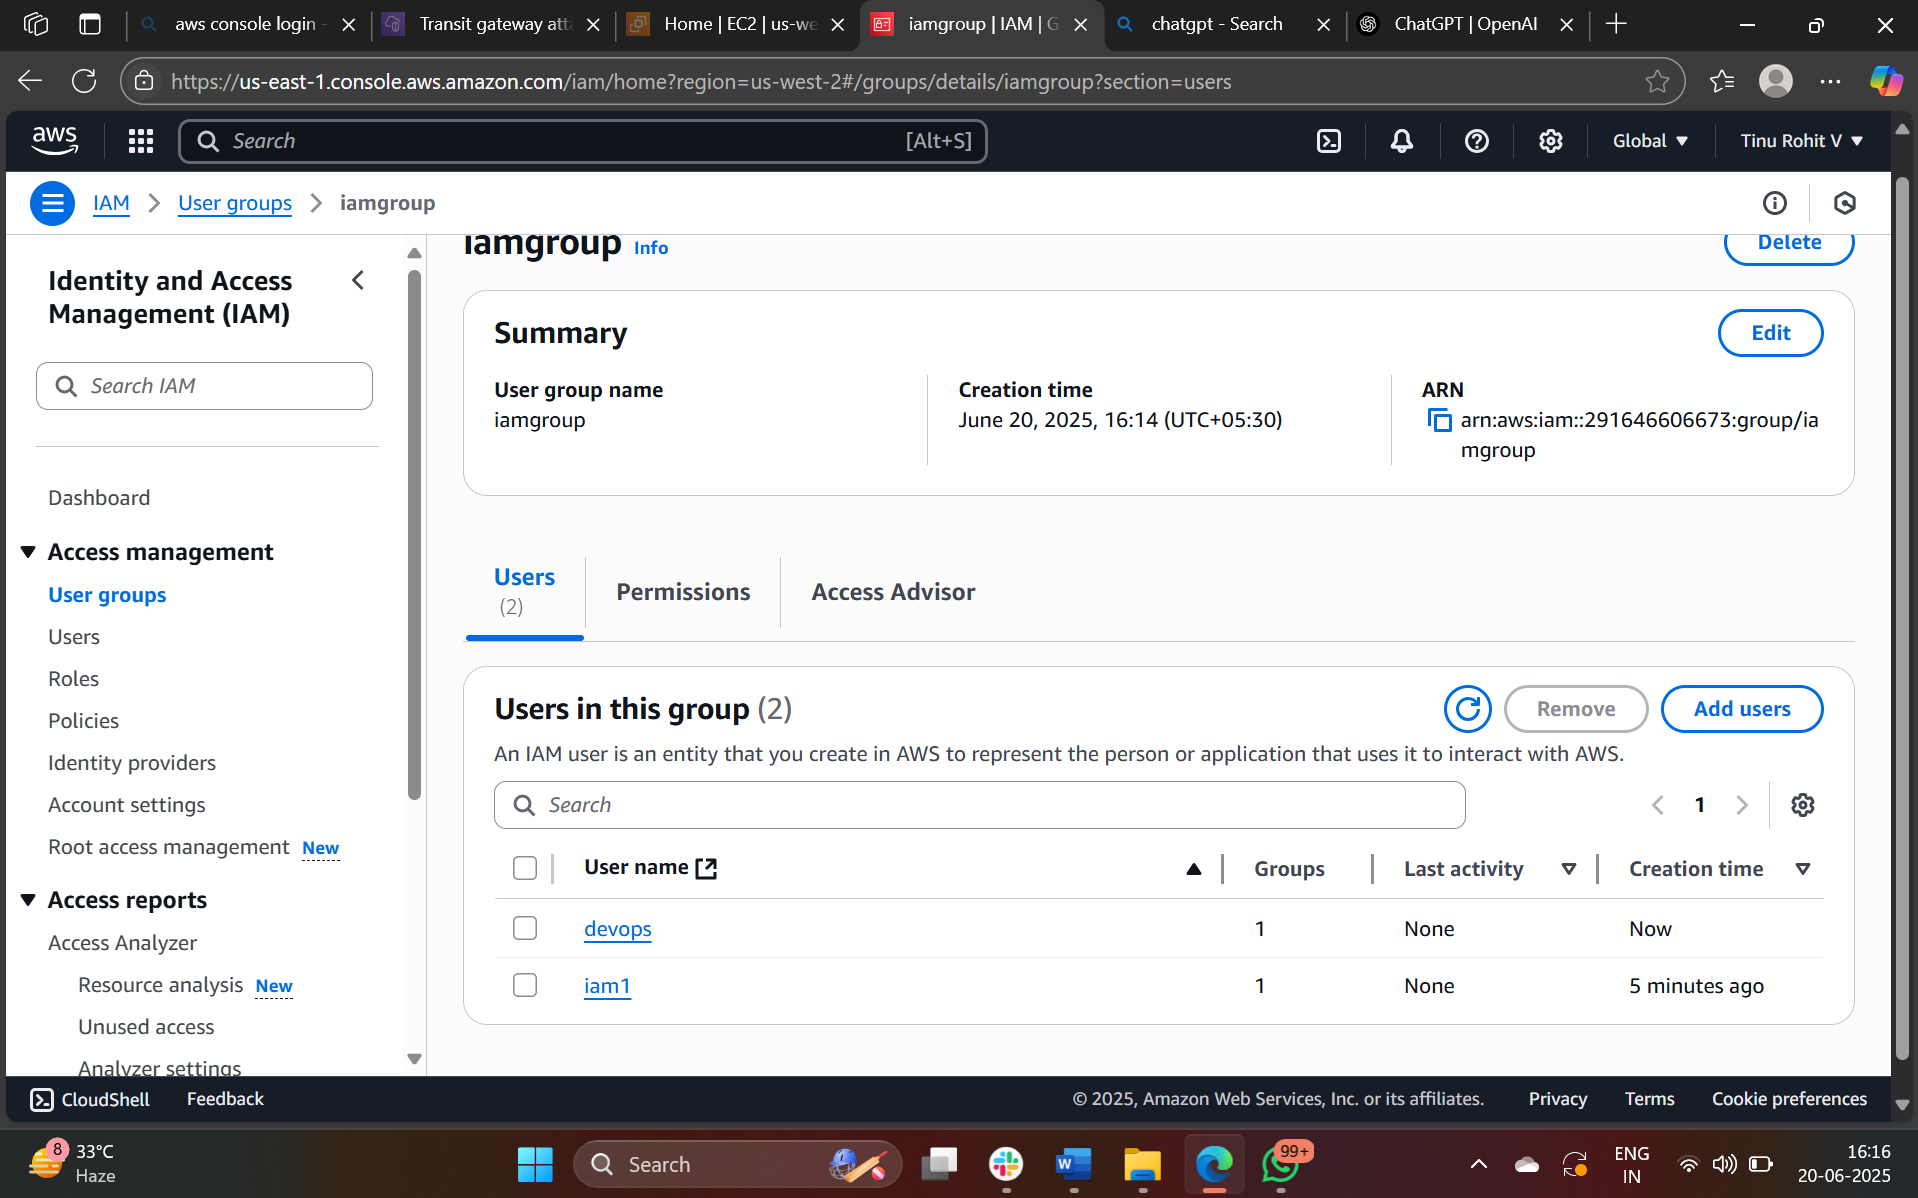 aws console login -
Transit gateway att
Home | EC2 | us-we
iamgroup | IAM | G
chatgpt - Search
ChatGPT | OpenAI
https://us-east-1.console.aws.amazon.com/iam/home?region=us-west-2#/groups/details/iamgroup?section=users
aws
Search
[Alt+S]
Global
Tinu Rohit V
IAM
User groups
iamgroup
Identity and Access
Management (IAM)
Search IAM
Dashboard
Access management
User groups
Users
Roles
Policies
Identity providers
Account settings
Root access management New
Access reports
Access Analyzer
Resource analysis New
Unused access
Analyzer settings
iamgroup Info
Delete
Summary
Edit
User group name
iamgroup
Creation time
June 20, 2025, 16:14 (UTC+05:30)
ARN
arn:aws:iam::291646606673:group/ia
mgroup
Users
(2)
Permissions
Access Advisor
Users in this group (2)
Remove
Add users
An IAM user is an entity that you create in AWS to represent the person or application that uses it to interact with AWS.
Search
1
User name Groups Last activity Creation time
devops 1 None Now
iam1 1 None 5 minutes ago
CloudShell
Feedback
© 2025, Amazon Web Services, Inc. or its affiliates.
Privacy
Terms
Cookie preferences
8
33°C
Haze
Search
W
99+
ENG
IN
16:16
20-06-2025